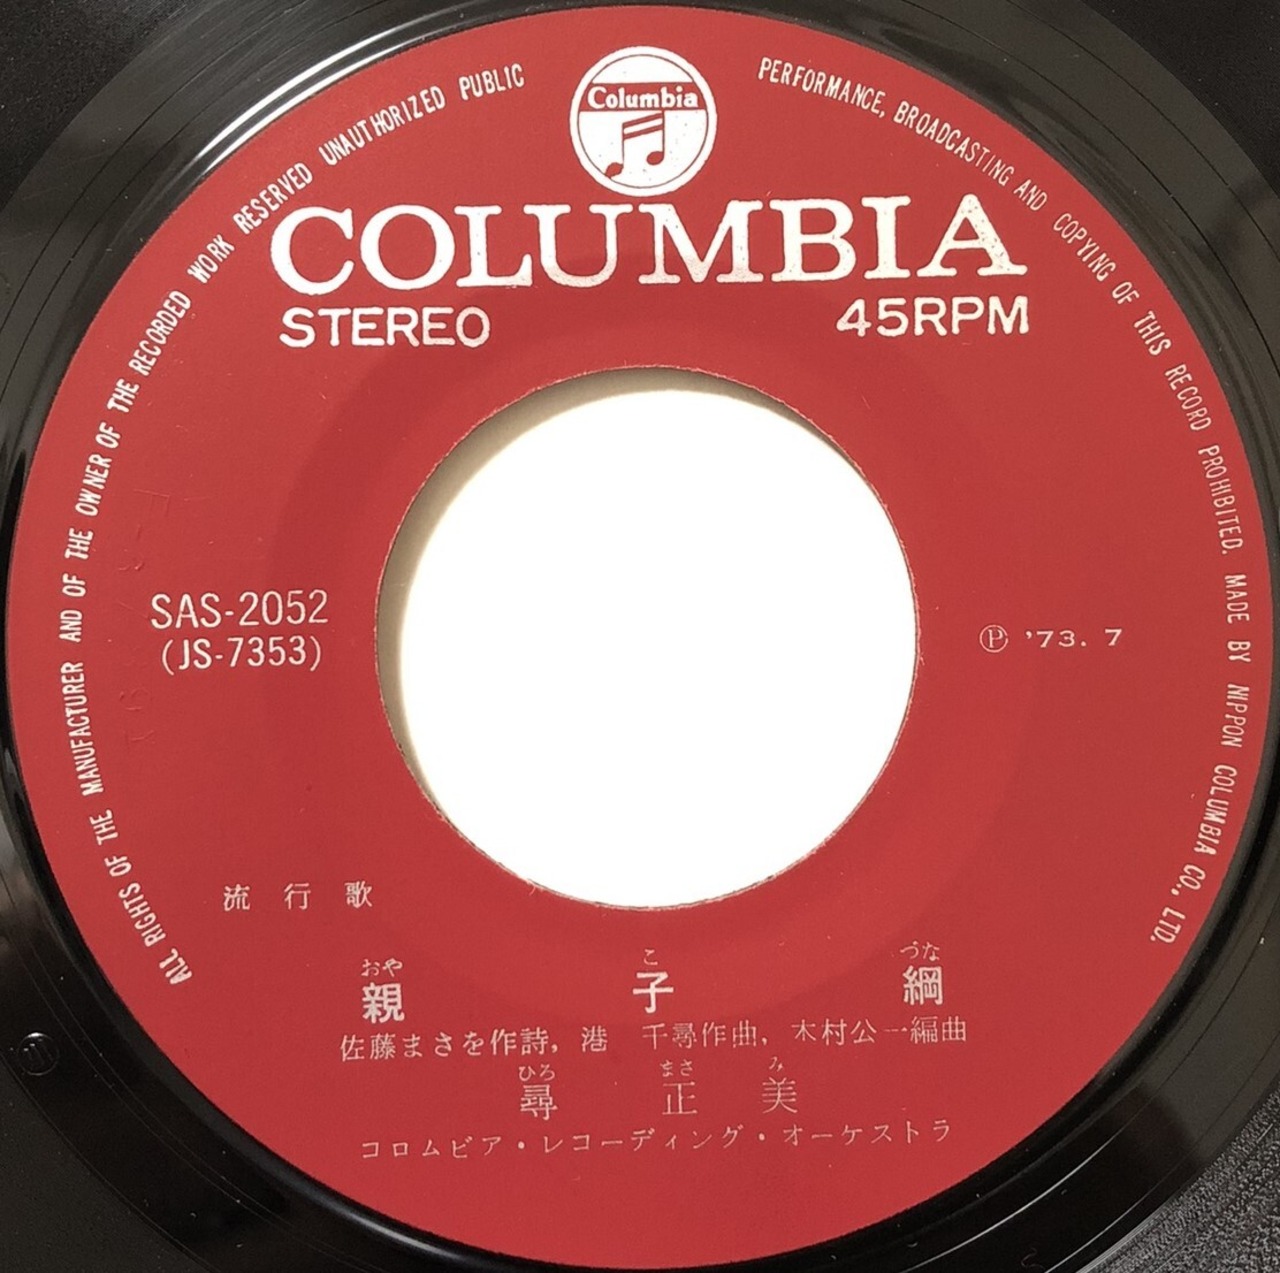 ALL RIGHTS OF THE MANUFACTURER AND OF THE OWNER OF THE RECORDED WORK RESERVED UNAUTHORIZED PUBLIC PERFORMANCE, BROADCASTING AND COPYING OF THIS RECORD PROHIBITED. MADE BY NIPPON COLUMBIA CO., LTD.
Columbia
COLUMBIA
STEREO 45RPM
SAS-2052
(JS-7353)
Ⓟ '73. 7
流行歌
おや こ づな
親 子 綱
佐藤まさを作詩, 港 千尋作曲, 木村公一編曲
ひろ まさ み
尋 正 美
コロムビア・レコーディング・オーケストラ